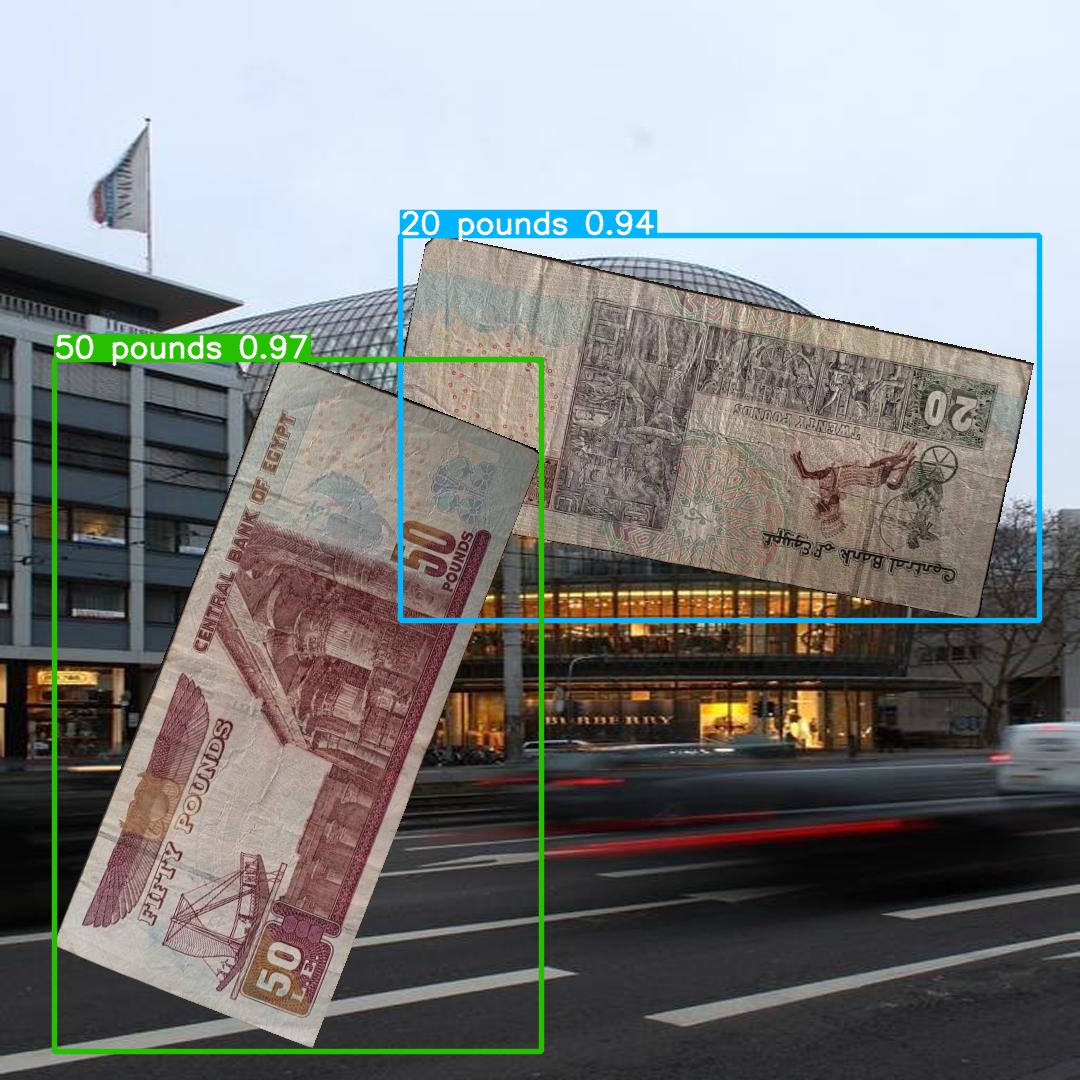 20 pounds 0.94
50 pounds 0.97
20
TWENTY POUNDS
Central Bank of Egypt
CENTRAL BANK OF EGYPT
50
POUNDS
FIFTY POUNDS
50
BURBERRY